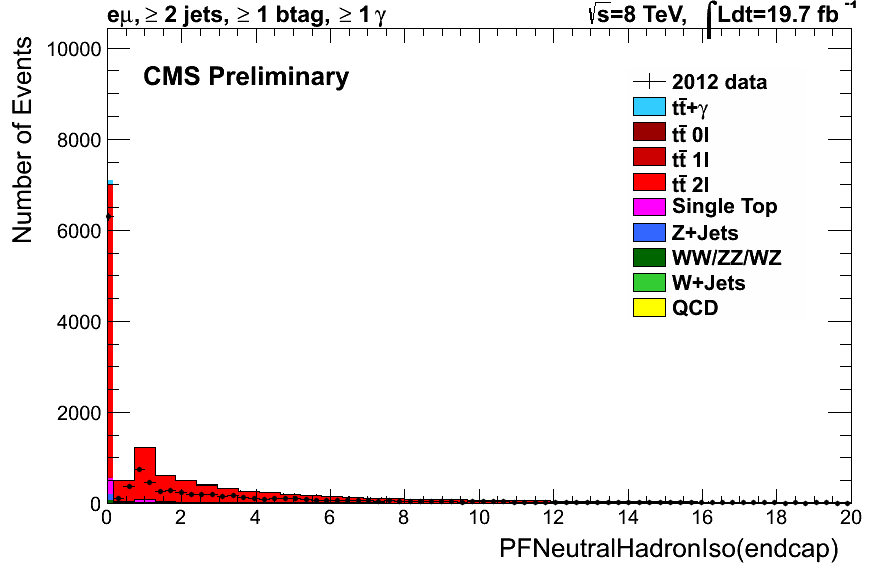 eμ, ≥ 2 jets, ≥ 1 btag, ≥ 1 γ
√s=8 TeV, ∫Ldt=19.7 fb⁻¹
CMS Preliminary
2012 data
tt̄+γ
tt̄ 0l
tt̄ 1l
tt̄ 2l
Single Top
Z+Jets
WW/ZZ/WZ
W+Jets
QCD
Number of Events
10000
8000
6000
4000
2000
0
0 2 4 6 8 10 12 14 16 18 20
PFNeutralHadronIso(endcap)